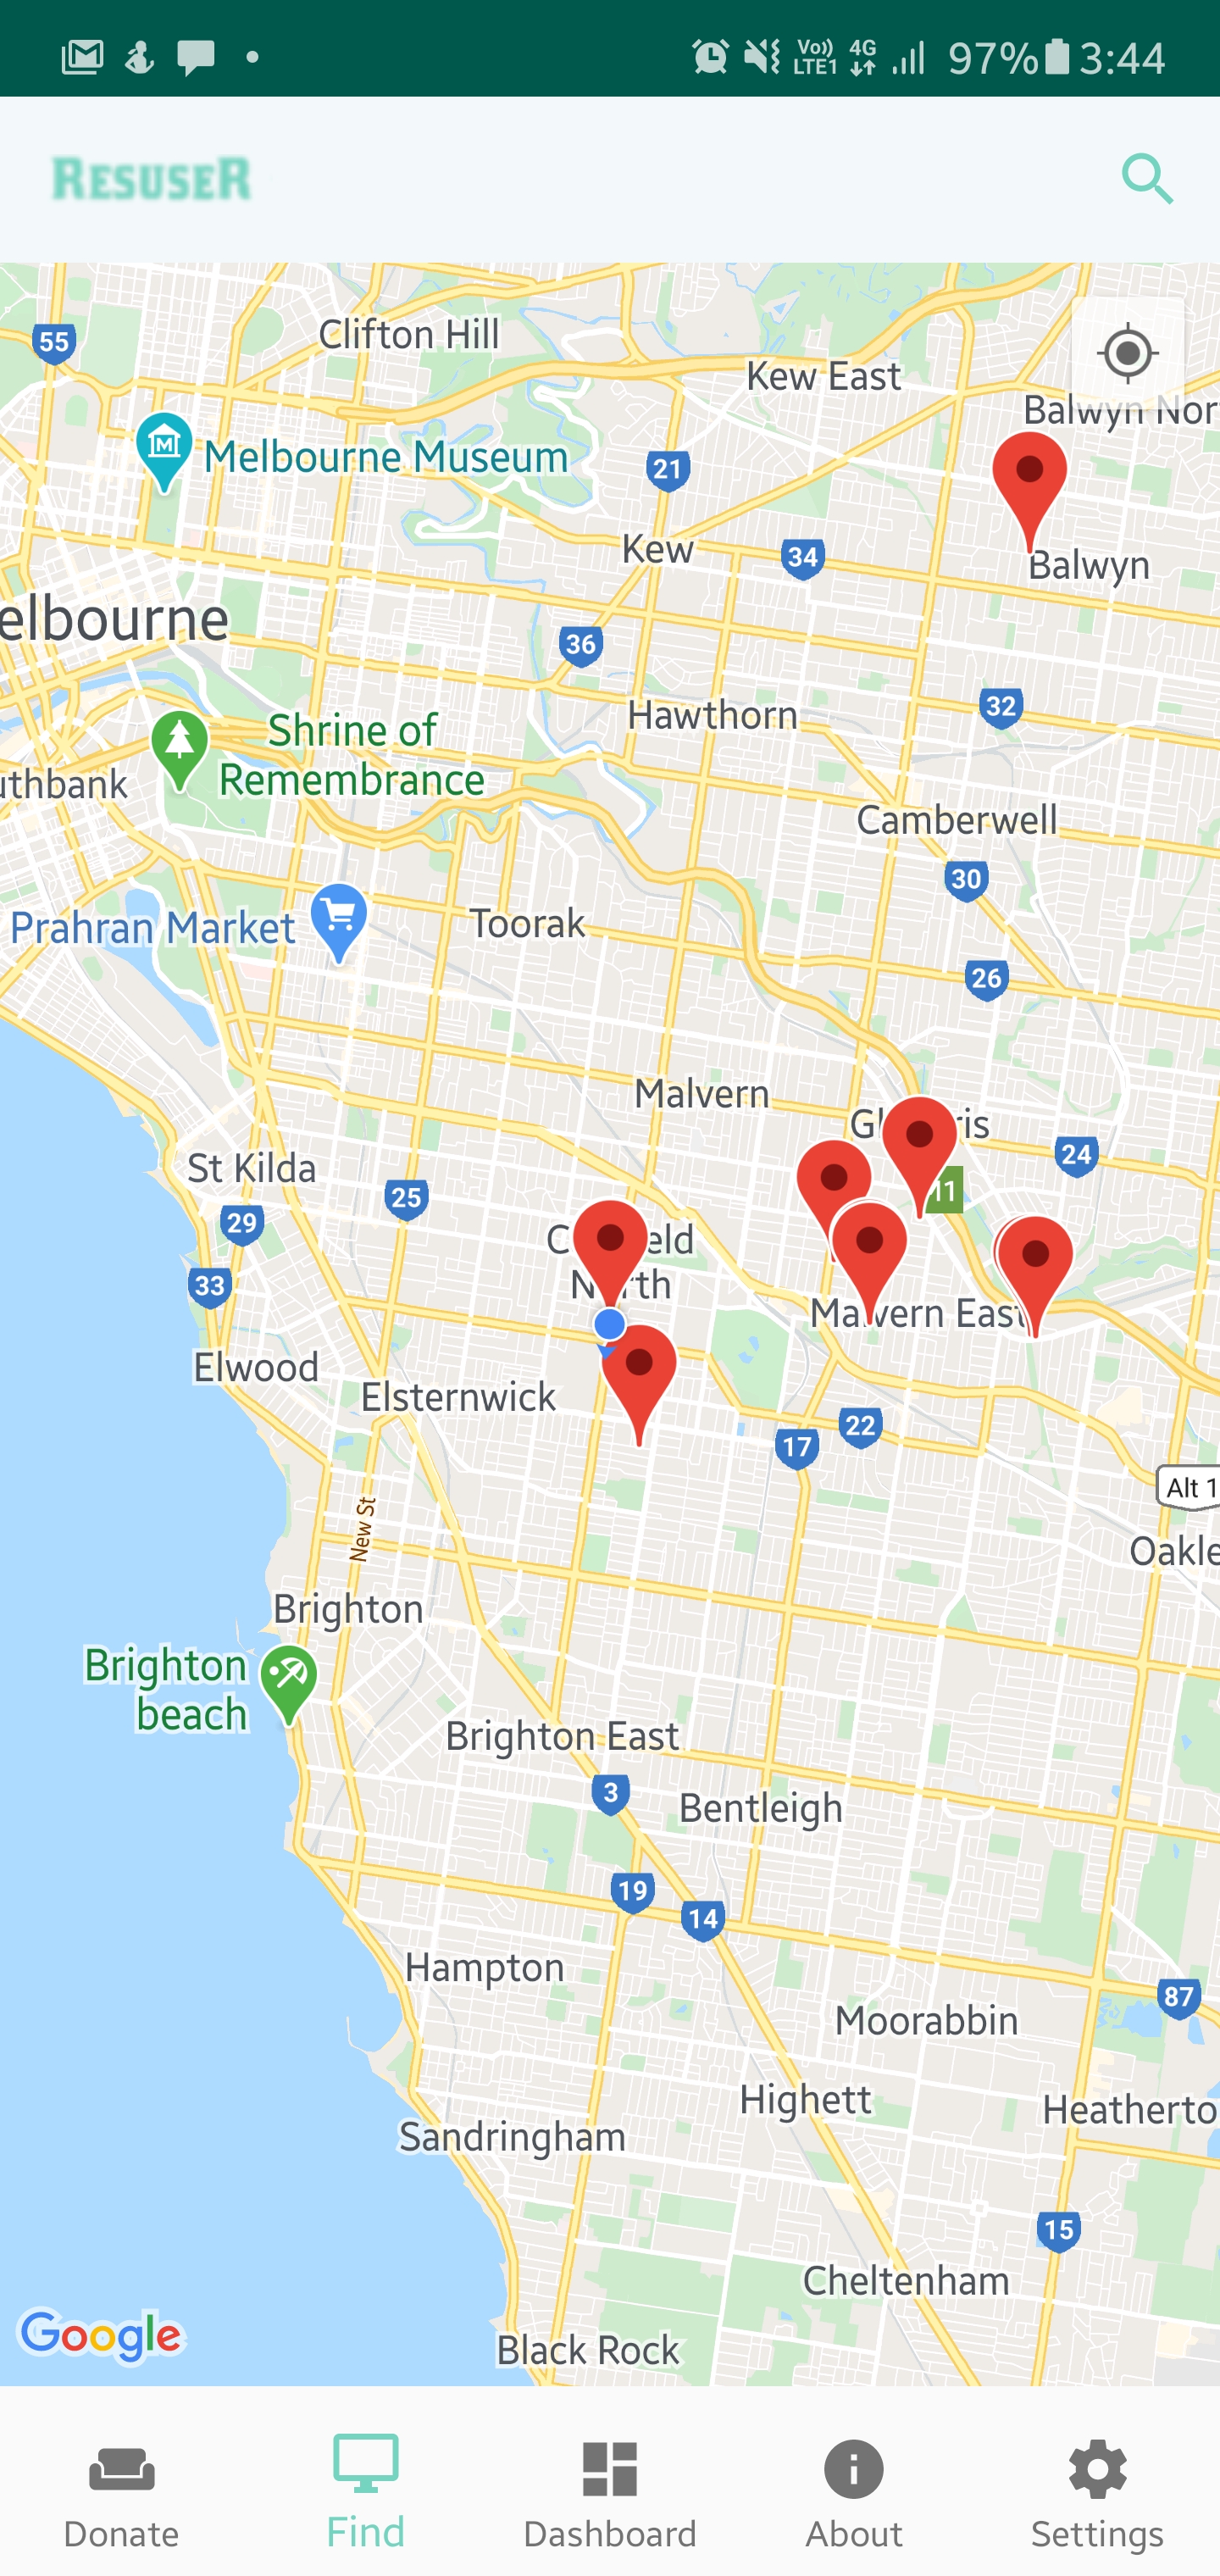 Vo)) 4G 97% 3:44
LTE1
RESUSER
Clifton Hill
55
Kew East
Balwyn Nor
Melbourne Museum
21
Kew
34
Balwyn
elbourne
36
Hawthorn
32
Shrine of
Remembrance
uthbank
Camberwell
30
Prahran Market
Toorak
26
Malvern
Gl ris
24
St Kilda
25
11
29
C eld
N rth
33
Malvern East
Elwood
Elsternwick
22
17
Alt 1
New St
Oakle
Brighton
Brighton
beach
Brighton East
3
Bentleigh
19
14
Hampton
87
Moorabbin
Highett
Heatherto
Sandringham
15
Cheltenham
Google
Black Rock
Donate
Find
Dashboard
About
Settings